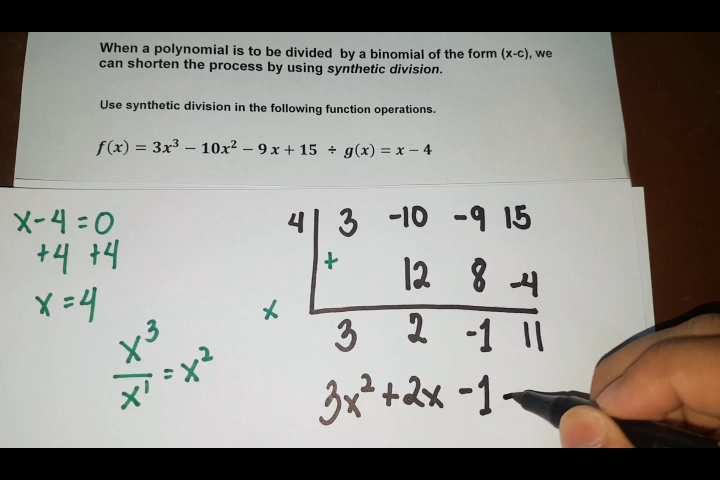 When a polynomial is to be divided by a binomial of the form (x-c), we
can shorten the process by using synthetic division.
Use synthetic division in the following function operations.
f(x) = 3x³ − 10x² − 9x + 15 ÷ g(x) = x − 4
x-4=0
+4 +4
x=4
x³/x¹ = x²
4 | 3 -10 -9 15
+ 12 8 -4
x
3 2 -1 11
3x²+2x-1